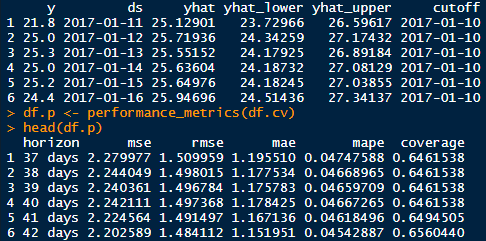 y ds yhat yhat_lower yhat_upper cutoff
1 21.8 2017-01-11 25.12901 23.72966 26.59617 2017-01-10
2 25.0 2017-01-12 25.71936 24.34259 27.17432 2017-01-10
3 25.2 2017-01-13 25.55152 24.17925 26.89184 2017-01-10
4 25.0 2017-01-14 25.63604 24.18732 27.08129 2017-01-10
5 25.2 2017-01-15 25.64976 24.18245 27.03855 2017-01-10
6 24.4 2017-01-16 25.94696 24.51436 27.34137 2017-01-10
> df.p <- performance_metrics(df.cv)
> head(df.p)
horizon mse rmse mae mape coverage
1 37 days 2.279977 1.509959 1.195510 0.04747588 0.6461538
2 38 days 2.244049 1.498015 1.177534 0.04668965 0.6461538
3 39 days 2.240361 1.496784 1.175783 0.04659709 0.6461538
4 40 days 2.242111 1.497368 1.178425 0.04667265 0.6461538
5 41 days 2.224564 1.491497 1.167136 0.04618496 0.6494505
6 42 days 2.202589 1.484112 1.151951 0.04542887 0.6560440